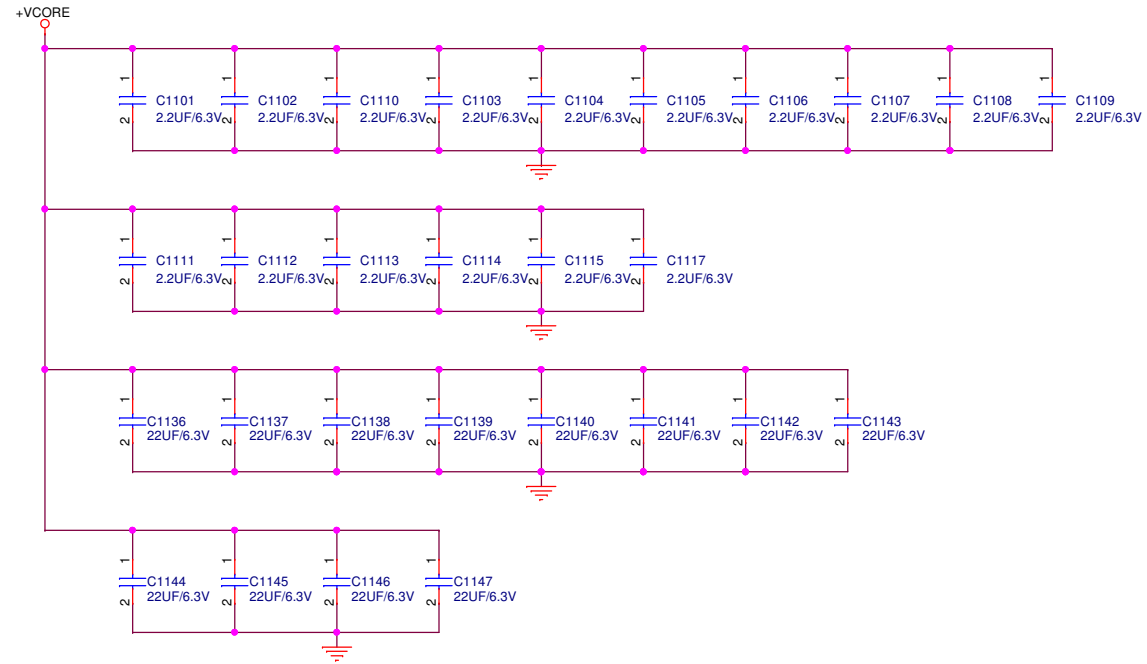 +VCORE
1 1 1 1 1 1 1 1 1 1
C1101 C1102 C1110 C1103 C1104 C1105 C1106 C1107 C1108 C1109
2.2UF/6.3V 2.2UF/6.3V 2.2UF/6.3V 2.2UF/6.3V 2.2UF/6.3V 2.2UF/6.3V 2.2UF/6.3V 2.2UF/6.3V 2.2UF/6.3V 2.2UF/6.3V
2 2 2 2 2 2 2 2 2 2
1 1 1 1 1 1
C1111 C1112 C1113 C1114 C1115 C1117
2.2UF/6.3V 2.2UF/6.3V 2.2UF/6.3V 2.2UF/6.3V 2.2UF/6.3V 2.2UF/6.3V
2 2 2 2 2 2
1 1 1 1 1 1 1 1
C1136 C1137 C1138 C1139 C1140 C1141 C1142 C1143
22UF/6.3V 22UF/6.3V 22UF/6.3V 22UF/6.3V 22UF/6.3V 22UF/6.3V 22UF/6.3V 22UF/6.3V
2 2 2 2 2 2 2 2
1 1 1 1
C1144 C1145 C1146 C1147
22UF/6.3V 22UF/6.3V 22UF/6.3V 22UF/6.3V
2 2 2 2